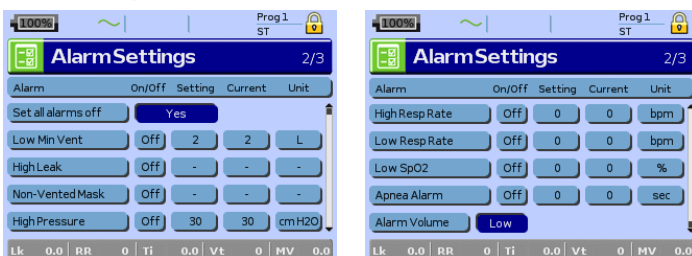 100% Prog 1
ST
Alarm Settings 2/3
Alarm On/Off Setting Current Unit
Set all alarms off Yes
Low Min Vent Off 2 2 L
High Leak Off - - -
Non-Vented Mask Off - - -
High Pressure Off 30 30 cmH2O
Lk 0.0 RR 0 Ti 0.0 Vt 0 MV 0.0
100% Prog 1
ST
Alarm Settings 2/3
Alarm On/Off Setting Current Unit
High Resp Rate Off 0 0 bpm
Low Resp Rate Off 0 0 bpm
Low SpO2 Off 0 0 %
Apnea Alarm Off 0 0 sec
Alarm Volume Low
Lk 0.0 RR 0 Ti 0.0 Vt 0 MV 0.0